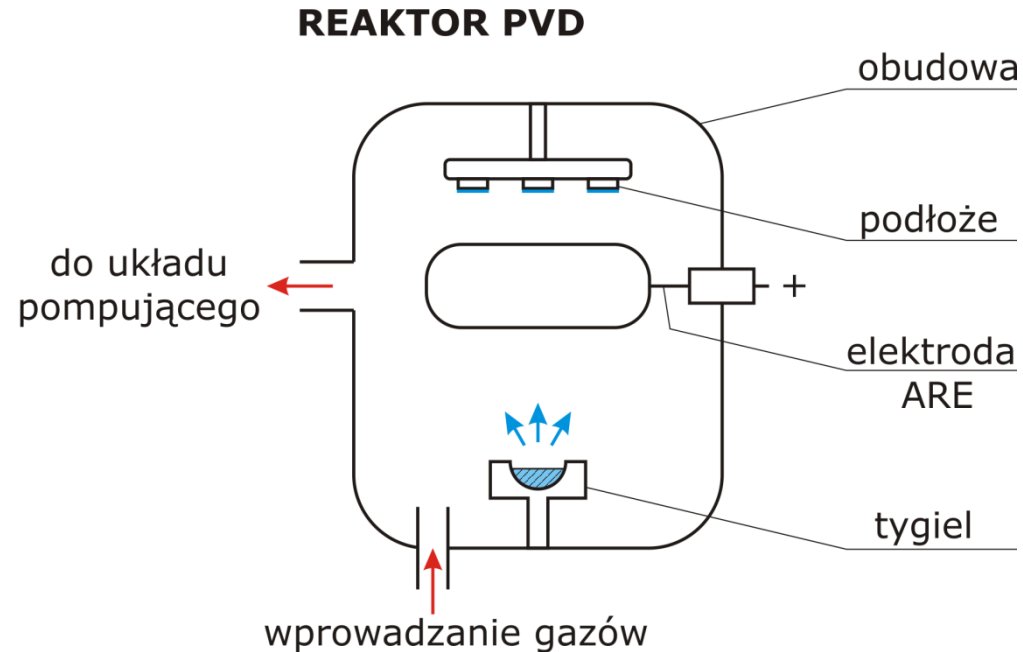 REAKTOR PVD
obudowa
podłoże
do układu
pompującego
+
elektroda
ARE
tygiel
wprowadzanie gazów